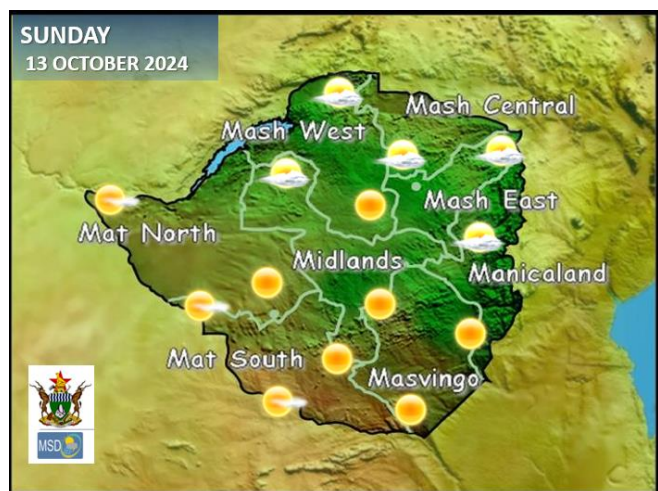 SUNDAY
13 OCTOBER 2024
Mash Central
Mash West
Mash East
Mat North
Midlands
Manicaland
Mat South
Masvingo
MSD